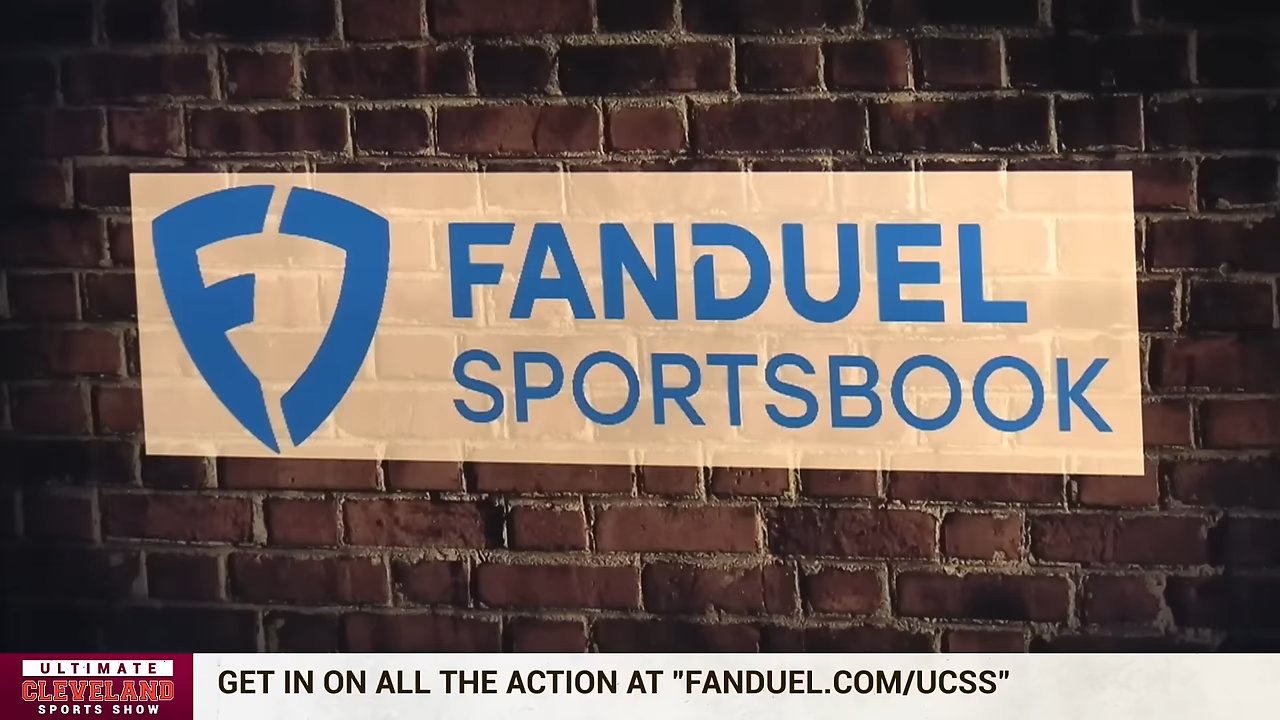 FANDUEL
SPORTSBOOK
ULTIMATE
CLEVELAND
SPORTS SHOW
GET IN ON ALL THE ACTION AT "FANDUEL.COM/UCSS"